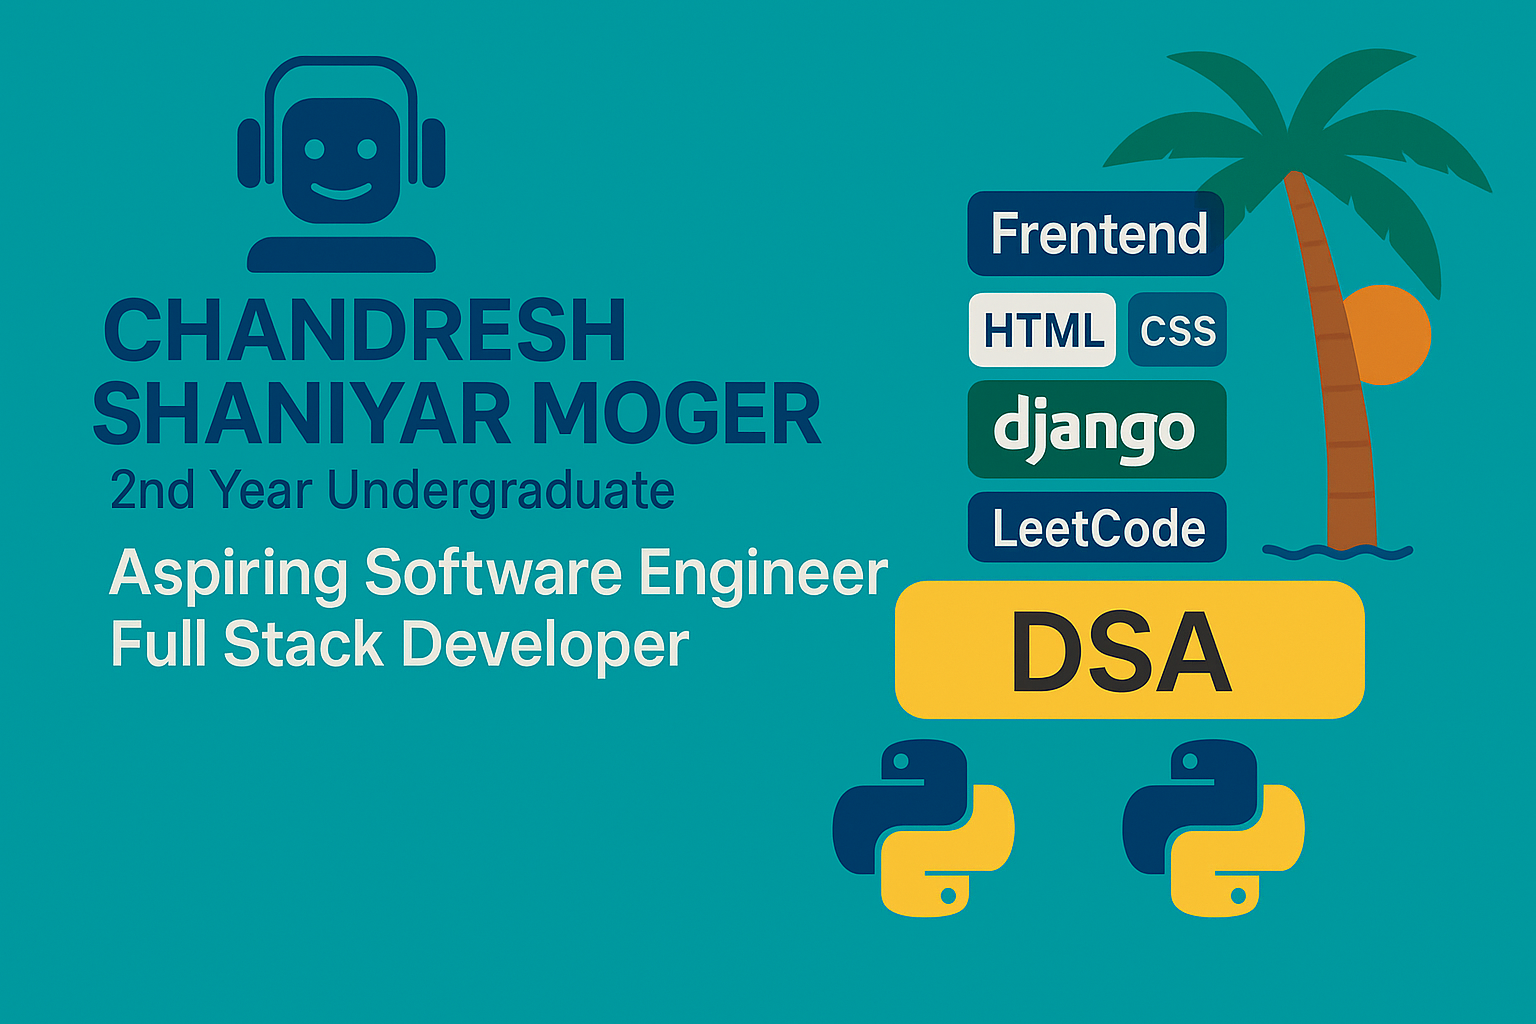 CHANDRESH
SHANIYAR MOGER
2nd Year Undergraduate
Aspiring Software Engineer
Full Stack Developer
Frentend
HTML
CSS
django
LeetCode
DSA